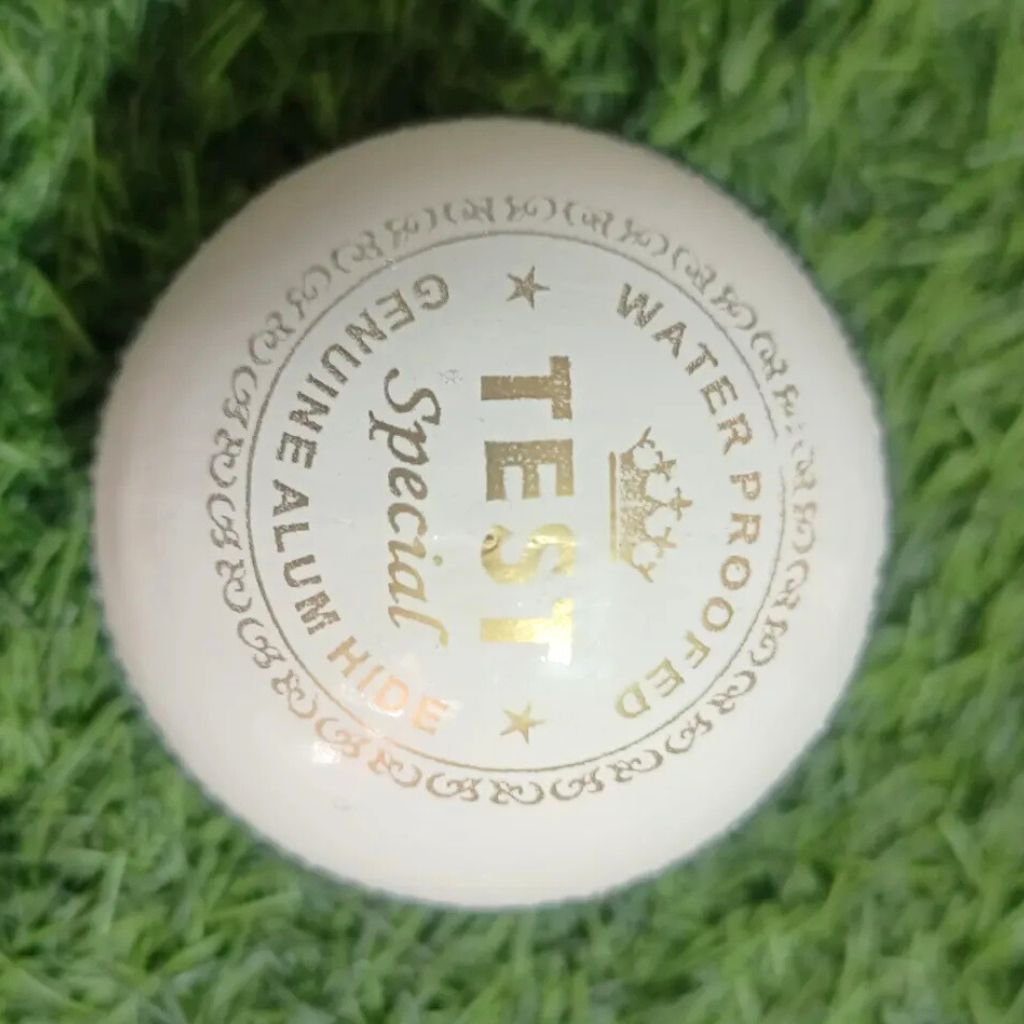 WATER PROOFED
TEST
Special
GENUINE ALUM HIDE